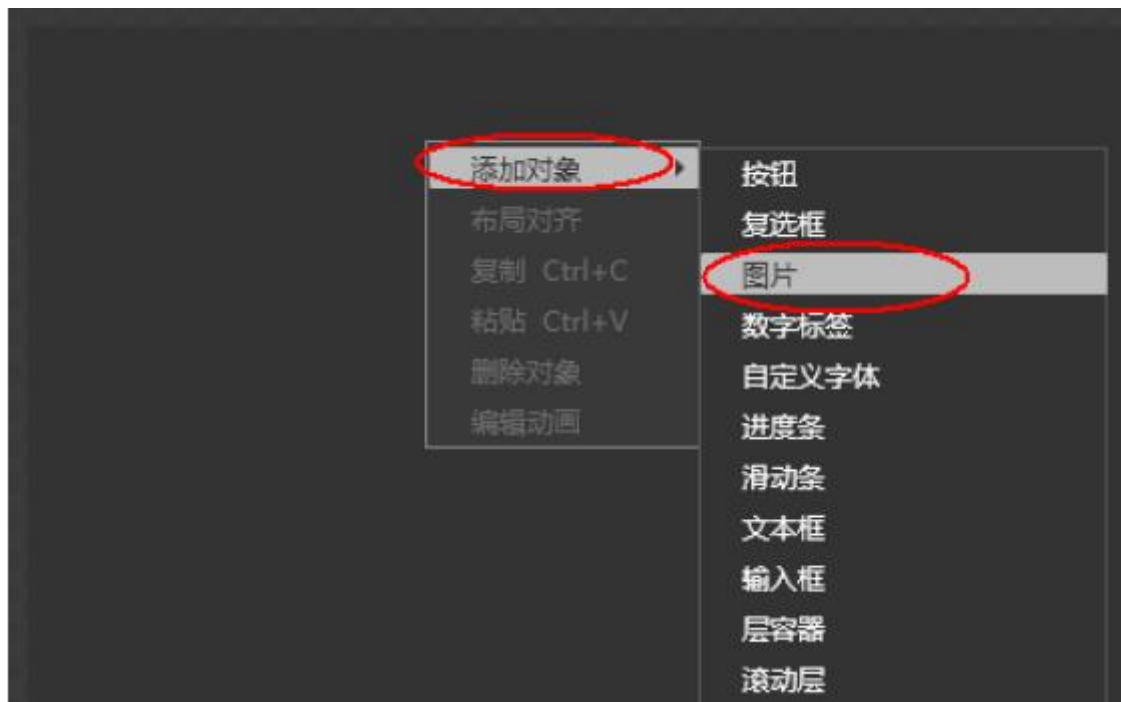 添加对象
布局对齐
复制 Ctrl+C
粘贴 Ctrl+V
删除对象
编辑动画
按钮
复选框
图片
数字标签
自定义字体
进度条
滑动条
文本框
输入框
层容器
滚动层